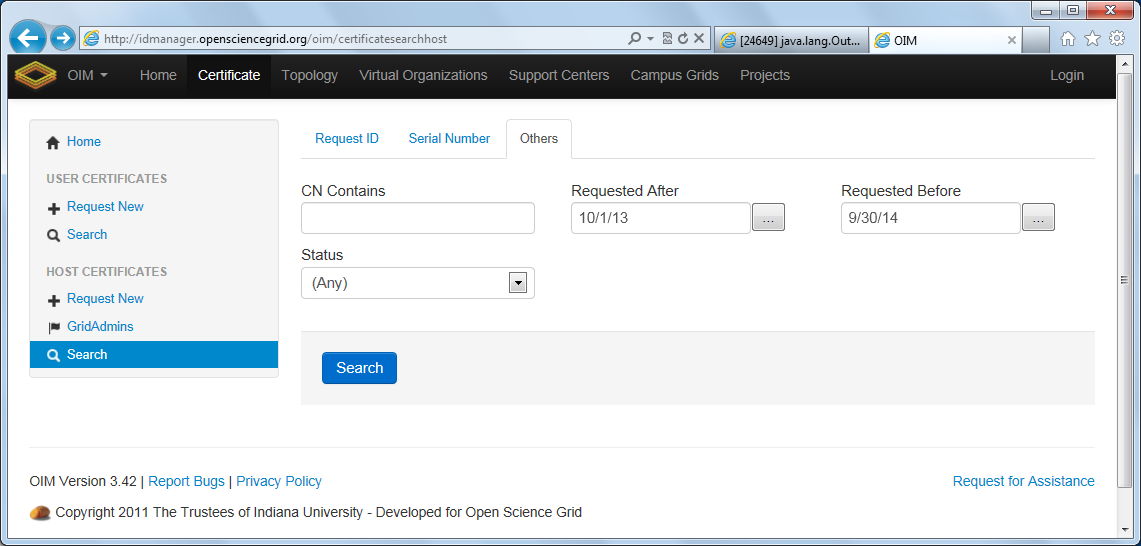 http://idmanager.opensciencegrid.org/oim/certificatesearchhost
[24649] java.lang.Out...
OIM
OIM Home Certificate Topology Virtual Organizations Support Centers Campus Grids Projects Login
Home
USER CERTIFICATES
Request New
Search
HOST CERTIFICATES
Request New
GridAdmins
Search
Request ID Serial Number Others
CN Contains Requested After Requested Before
10/1/13 ... 9/30/14 ...
Status
(Any)
Search
OIM Version 3.42 | Report Bugs | Privacy Policy Request for Assistance
Copyright 2011 The Trustees of Indiana University - Developed for Open Science Grid